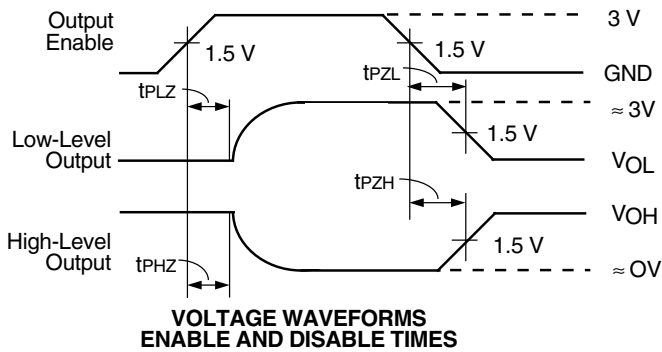 Output
Enable
1.5 V
1.5 V
3 V
GND
tPLZ
tPZL
≈ 3V
Low-Level
Output
1.5 V
VOL
tPZH
VOH
High-Level
Output
1.5 V
tPHZ
≈ OV
VOLTAGE WAVEFORMS
ENABLE AND DISABLE TIMES